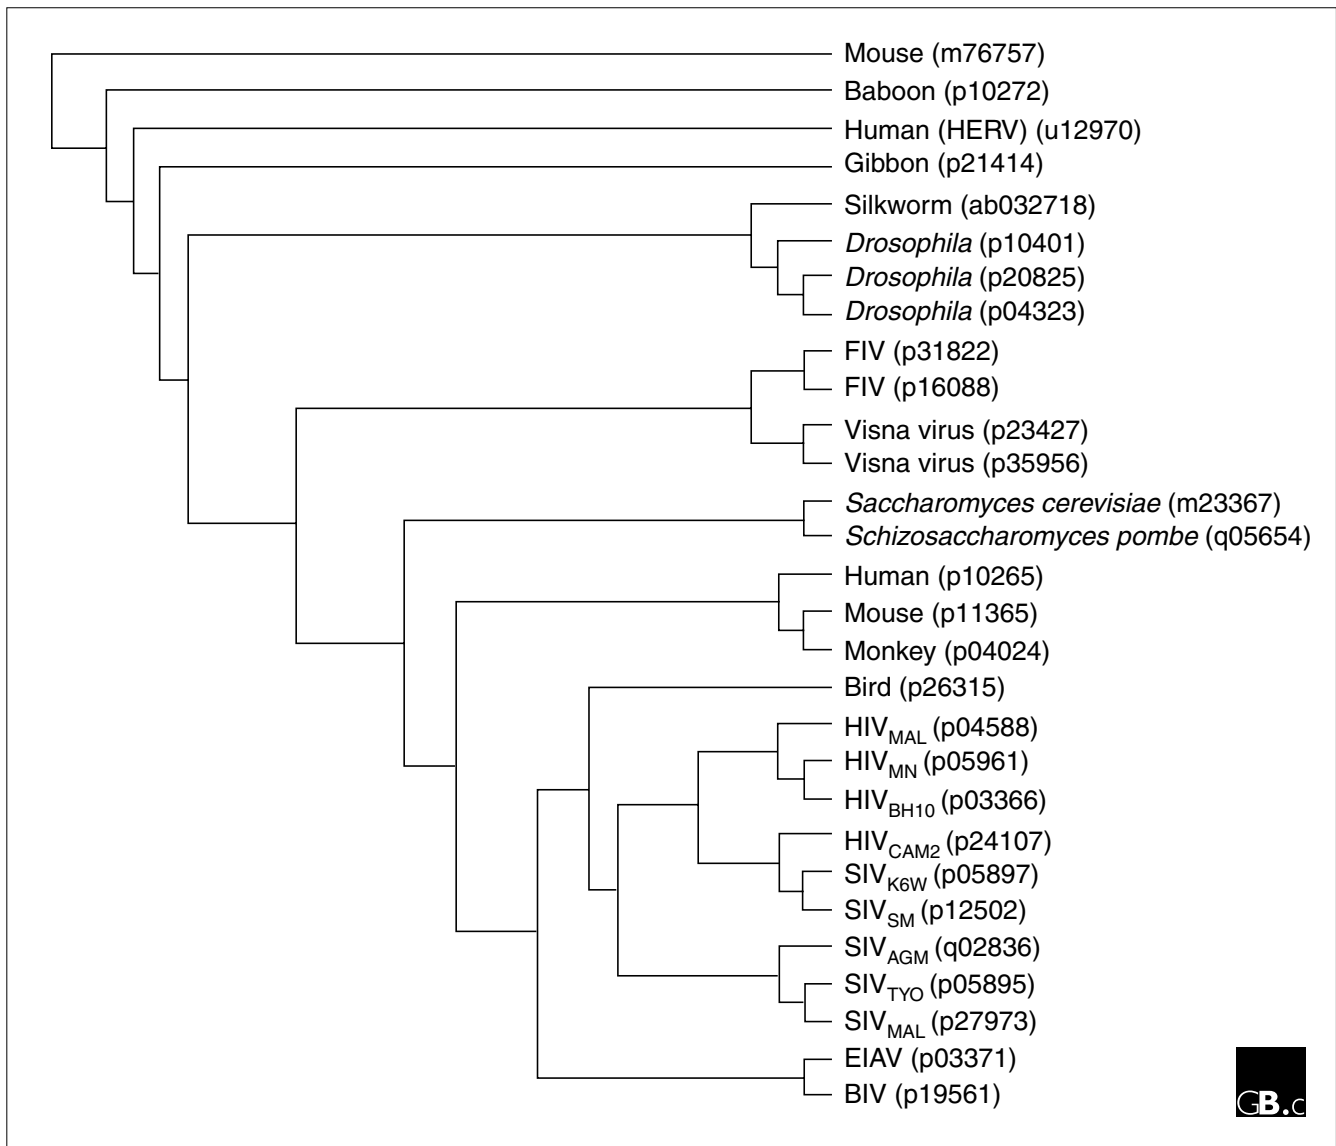 Mouse (m76757)
Baboon (p10272)
Human (HERV) (u12970)
Gibbon (p21414)
Silkworm (ab032718)
Drosophila (p10401)
Drosophila (p20825)
Drosophila (p04323)
FIV (p31822)
FIV (p16088)
Visna virus (p23427)
Visna virus (p35956)
Saccharomyces cerevisiae (m23367)
Schizosaccharomyces pombe (q05654)
Human (p10265)
Mouse (p11365)
Monkey (p04024)
Bird (p26315)
HIVMAL (p04588)
HIVMN (p05961)
HIVBH10 (p03366)
HIVCAM2 (p24107)
SIVK6W (p05897)
SIVSM (p12502)
SIVAGM (q02836)
SIVTYO (p05895)
SIVMAL (p27973)
EIAV (p03371)
BIV (p19561)
GB.c